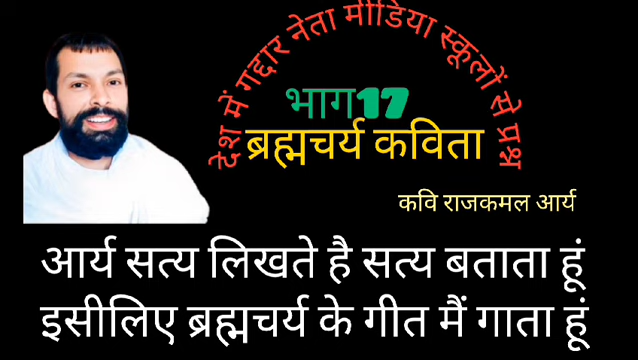 देश में गद्दार नेता मीडिया स्कूलों से प्रश्न
भाग17
ब्रह्मचर्य कविता
कवि राजकमल आर्य
आर्य सत्य लिखते है सत्य बताता हूं
इसीलिए ब्रह्मचर्य के गीत मैं गाता हूं